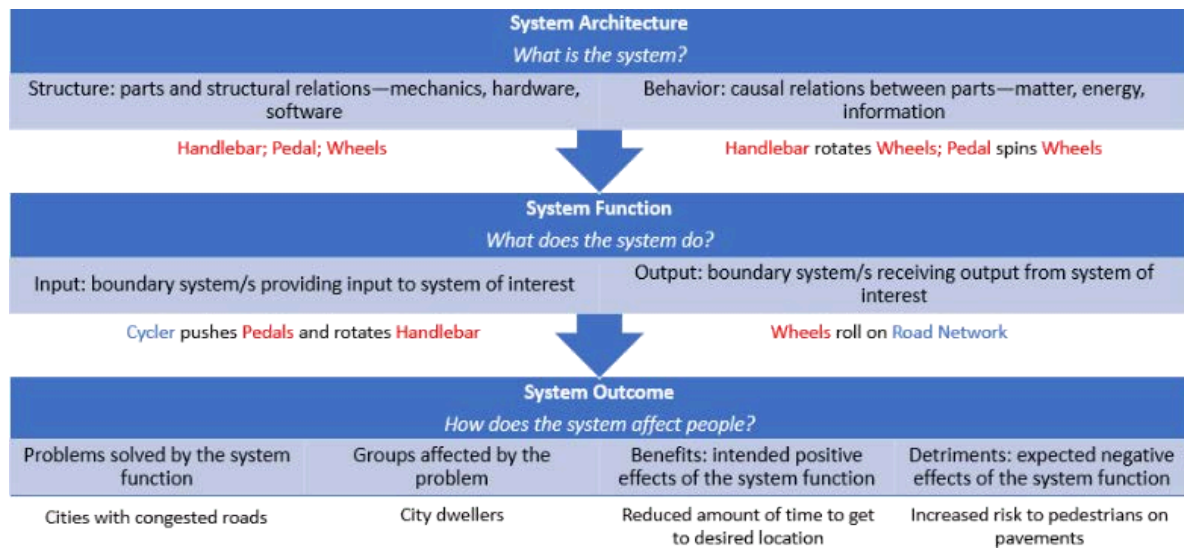 System Architecture
What is the system?
Structure: parts and structural relations—mechanics, hardware,
software
Behavior: causal relations between parts—matter, energy,
information
Handlebar; Pedal; Wheels
Handlebar rotates Wheels; Pedal spins Wheels
System Function
What does the system do?
Input: boundary system/s providing input to system of interest
Output: boundary system/s receiving output from system of
interest
Cycler pushes Pedals and rotates Handlebar
Wheels roll on Road Network
System Outcome
How does the system affect people?
Problems solved by the system
function
Groups affected by the
problem
Benefits: intended positive
effects of the system function
Detriments: expected negative
effects of the system function
Cities with congested roads
City dwellers
Reduced amount of time to get
to desired location
Increased risk to pedestrians on
pavements